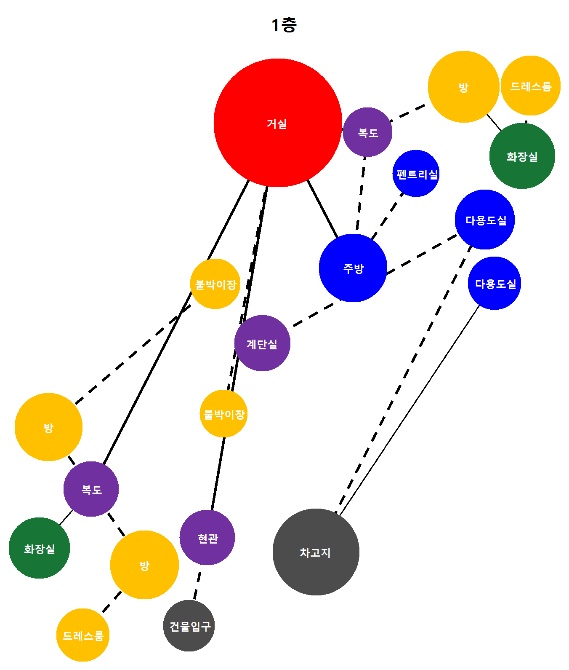 1층
방
드레스룸
거실
복도
화장실
펜트리실
다용도실
주방
다용도실
붙박이장
계단실
붙박이장
방
복도
현관
화장실
차고지
방
건물입구
드레스룸